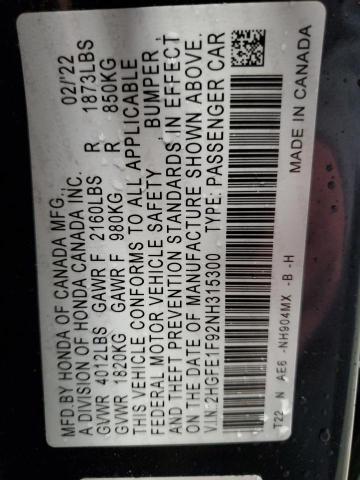 MFD.BY HONDA OF CANADA MFG., 02/'22
A DIVISION OF HONDA CANADA INC.
GVWR 4012LBS GAWR F 2160LBS R 1873LBS
GVWR 1820KG GAWR F 980KG R 850KG
THIS VEHICLE CONFORMS TO ALL APPLICABLE
FEDERAL MOTOR VEHICLE SAFETY, BUMPER,
AND THEFT PREVENTION STANDARDS IN EFFECT
ON THE DATE OF MANUFACTURE SHOWN ABOVE.
V.I.N:2HGFE1F92NH315300 TYPE:PASSENGER CAR
T22 N AE6 -NH904MX -B -H MADE IN CANADA